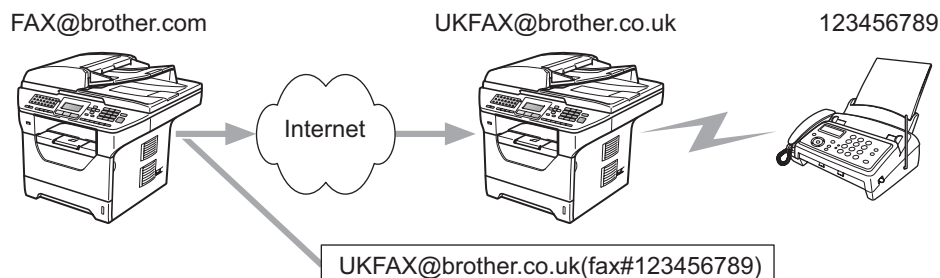 FAX@brother.com
UKFAX@brother.co.uk
123456789
Internet
UKFAX@brother.co.uk(fax#123456789)